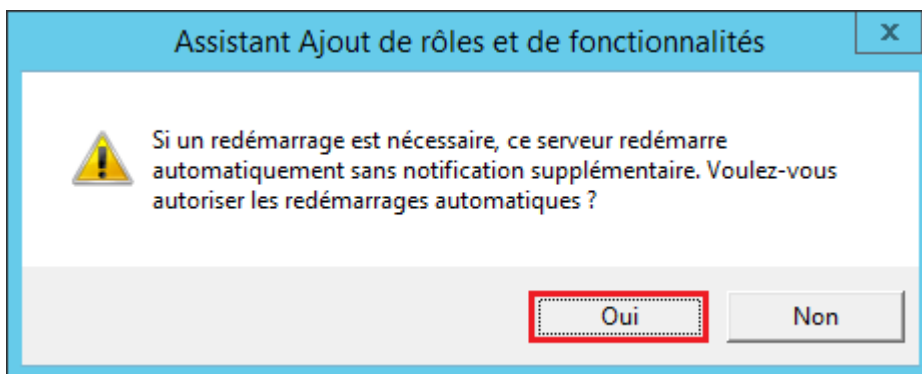 Assistant Ajout de rôles et de fonctionnalités
x
Si un redémarrage est nécessaire, ce serveur redémarre
automatiquement sans notification supplémentaire. Voulez-vous
autoriser les redémarrages automatiques ?
Oui
Non